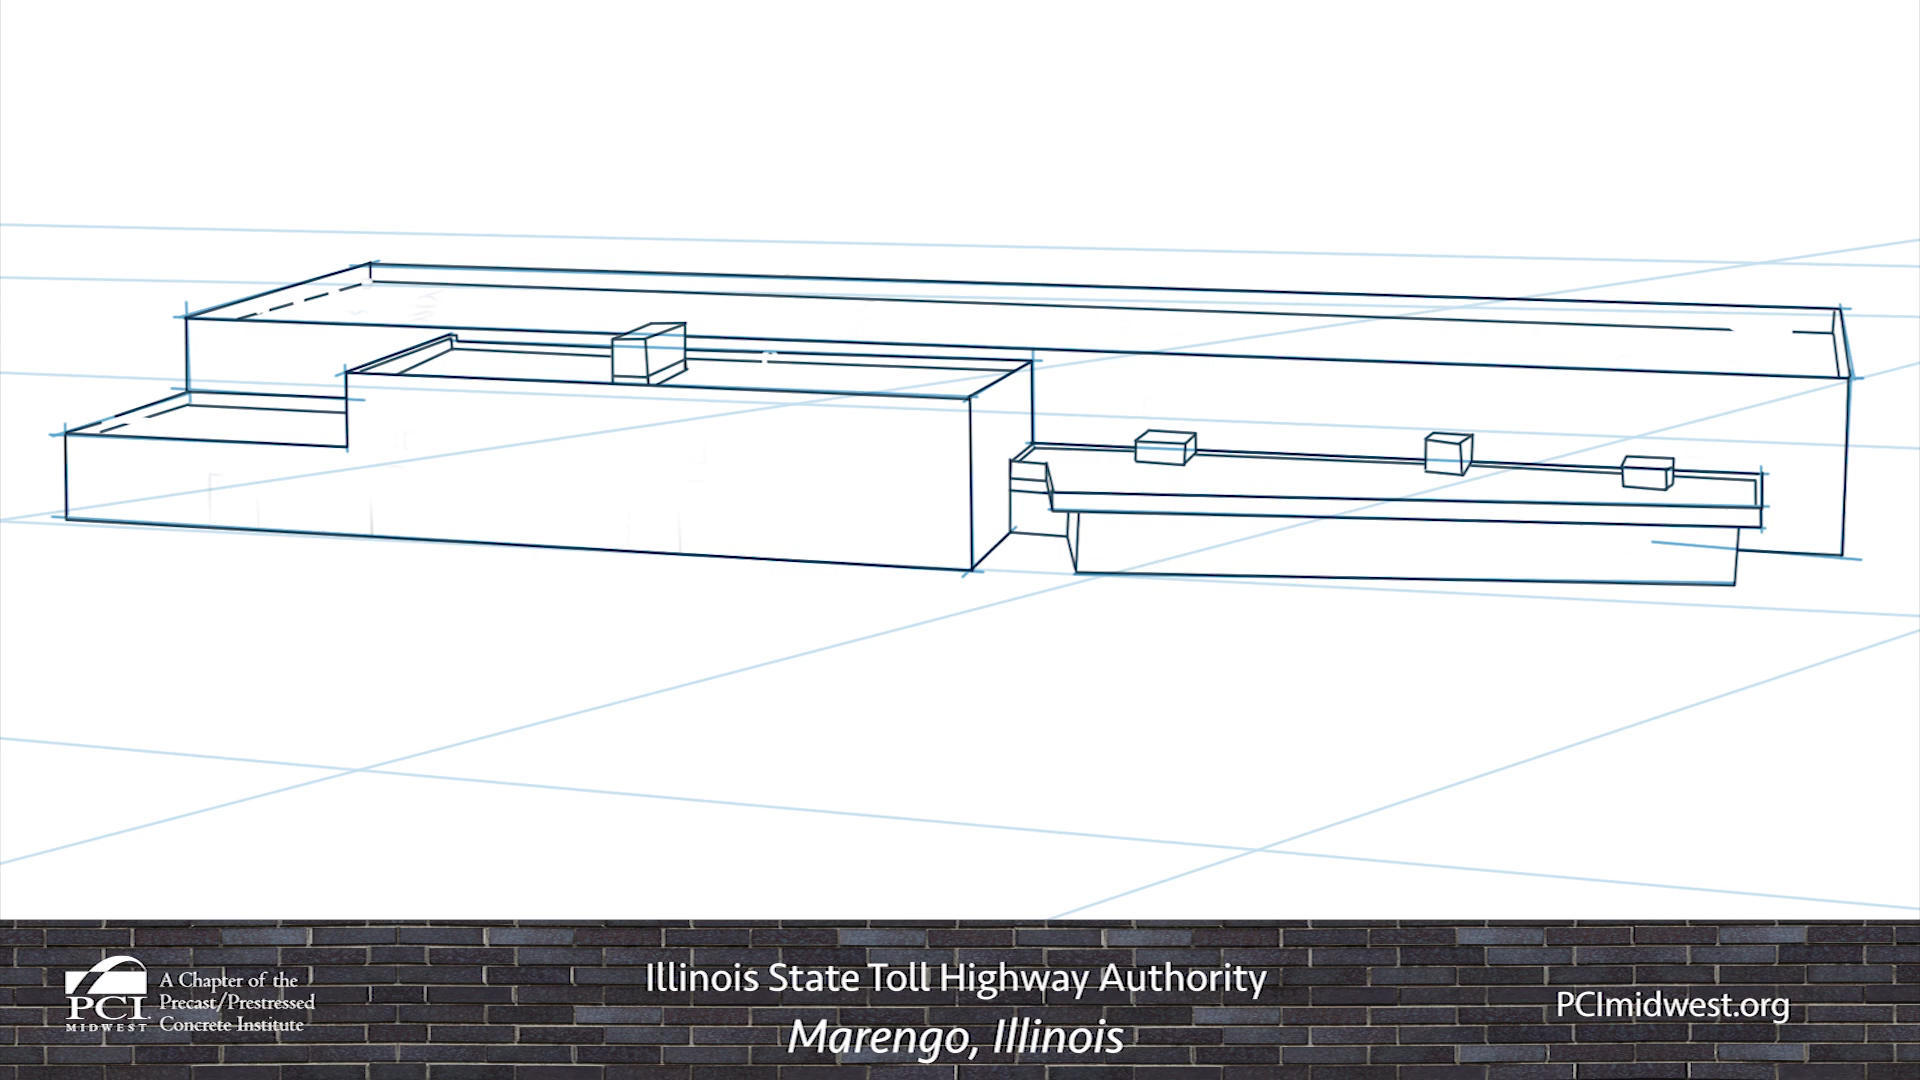 PCI
MIDWEST
A Chapter of the
Precast/Prestressed
Concrete Institute
Illinois State Toll Highway Authority
Marengo, Illinois
PCImidwest.org